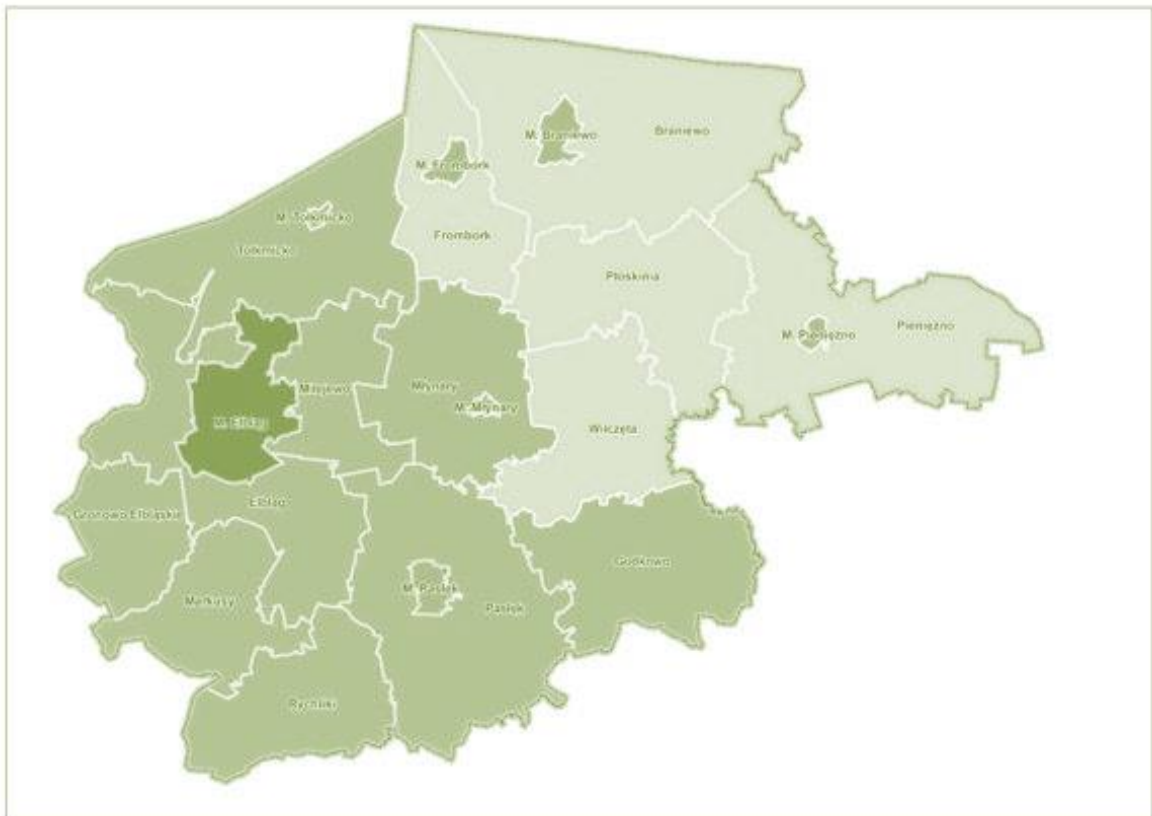 M. Braniewo
Braniewo
M. Frombork
M. Tolkmicko
Frombork
Tolkmicko
Płoskinia
Pieniężno
M. Pieniężno
Młynary
Milejewo
M. Młynary
M. Elbląg
Wilczęta
Elbląg
Gronowo Elbląskie
Godkowo
M. Pasłęk
Markusy
Pasłęk
Rychliki